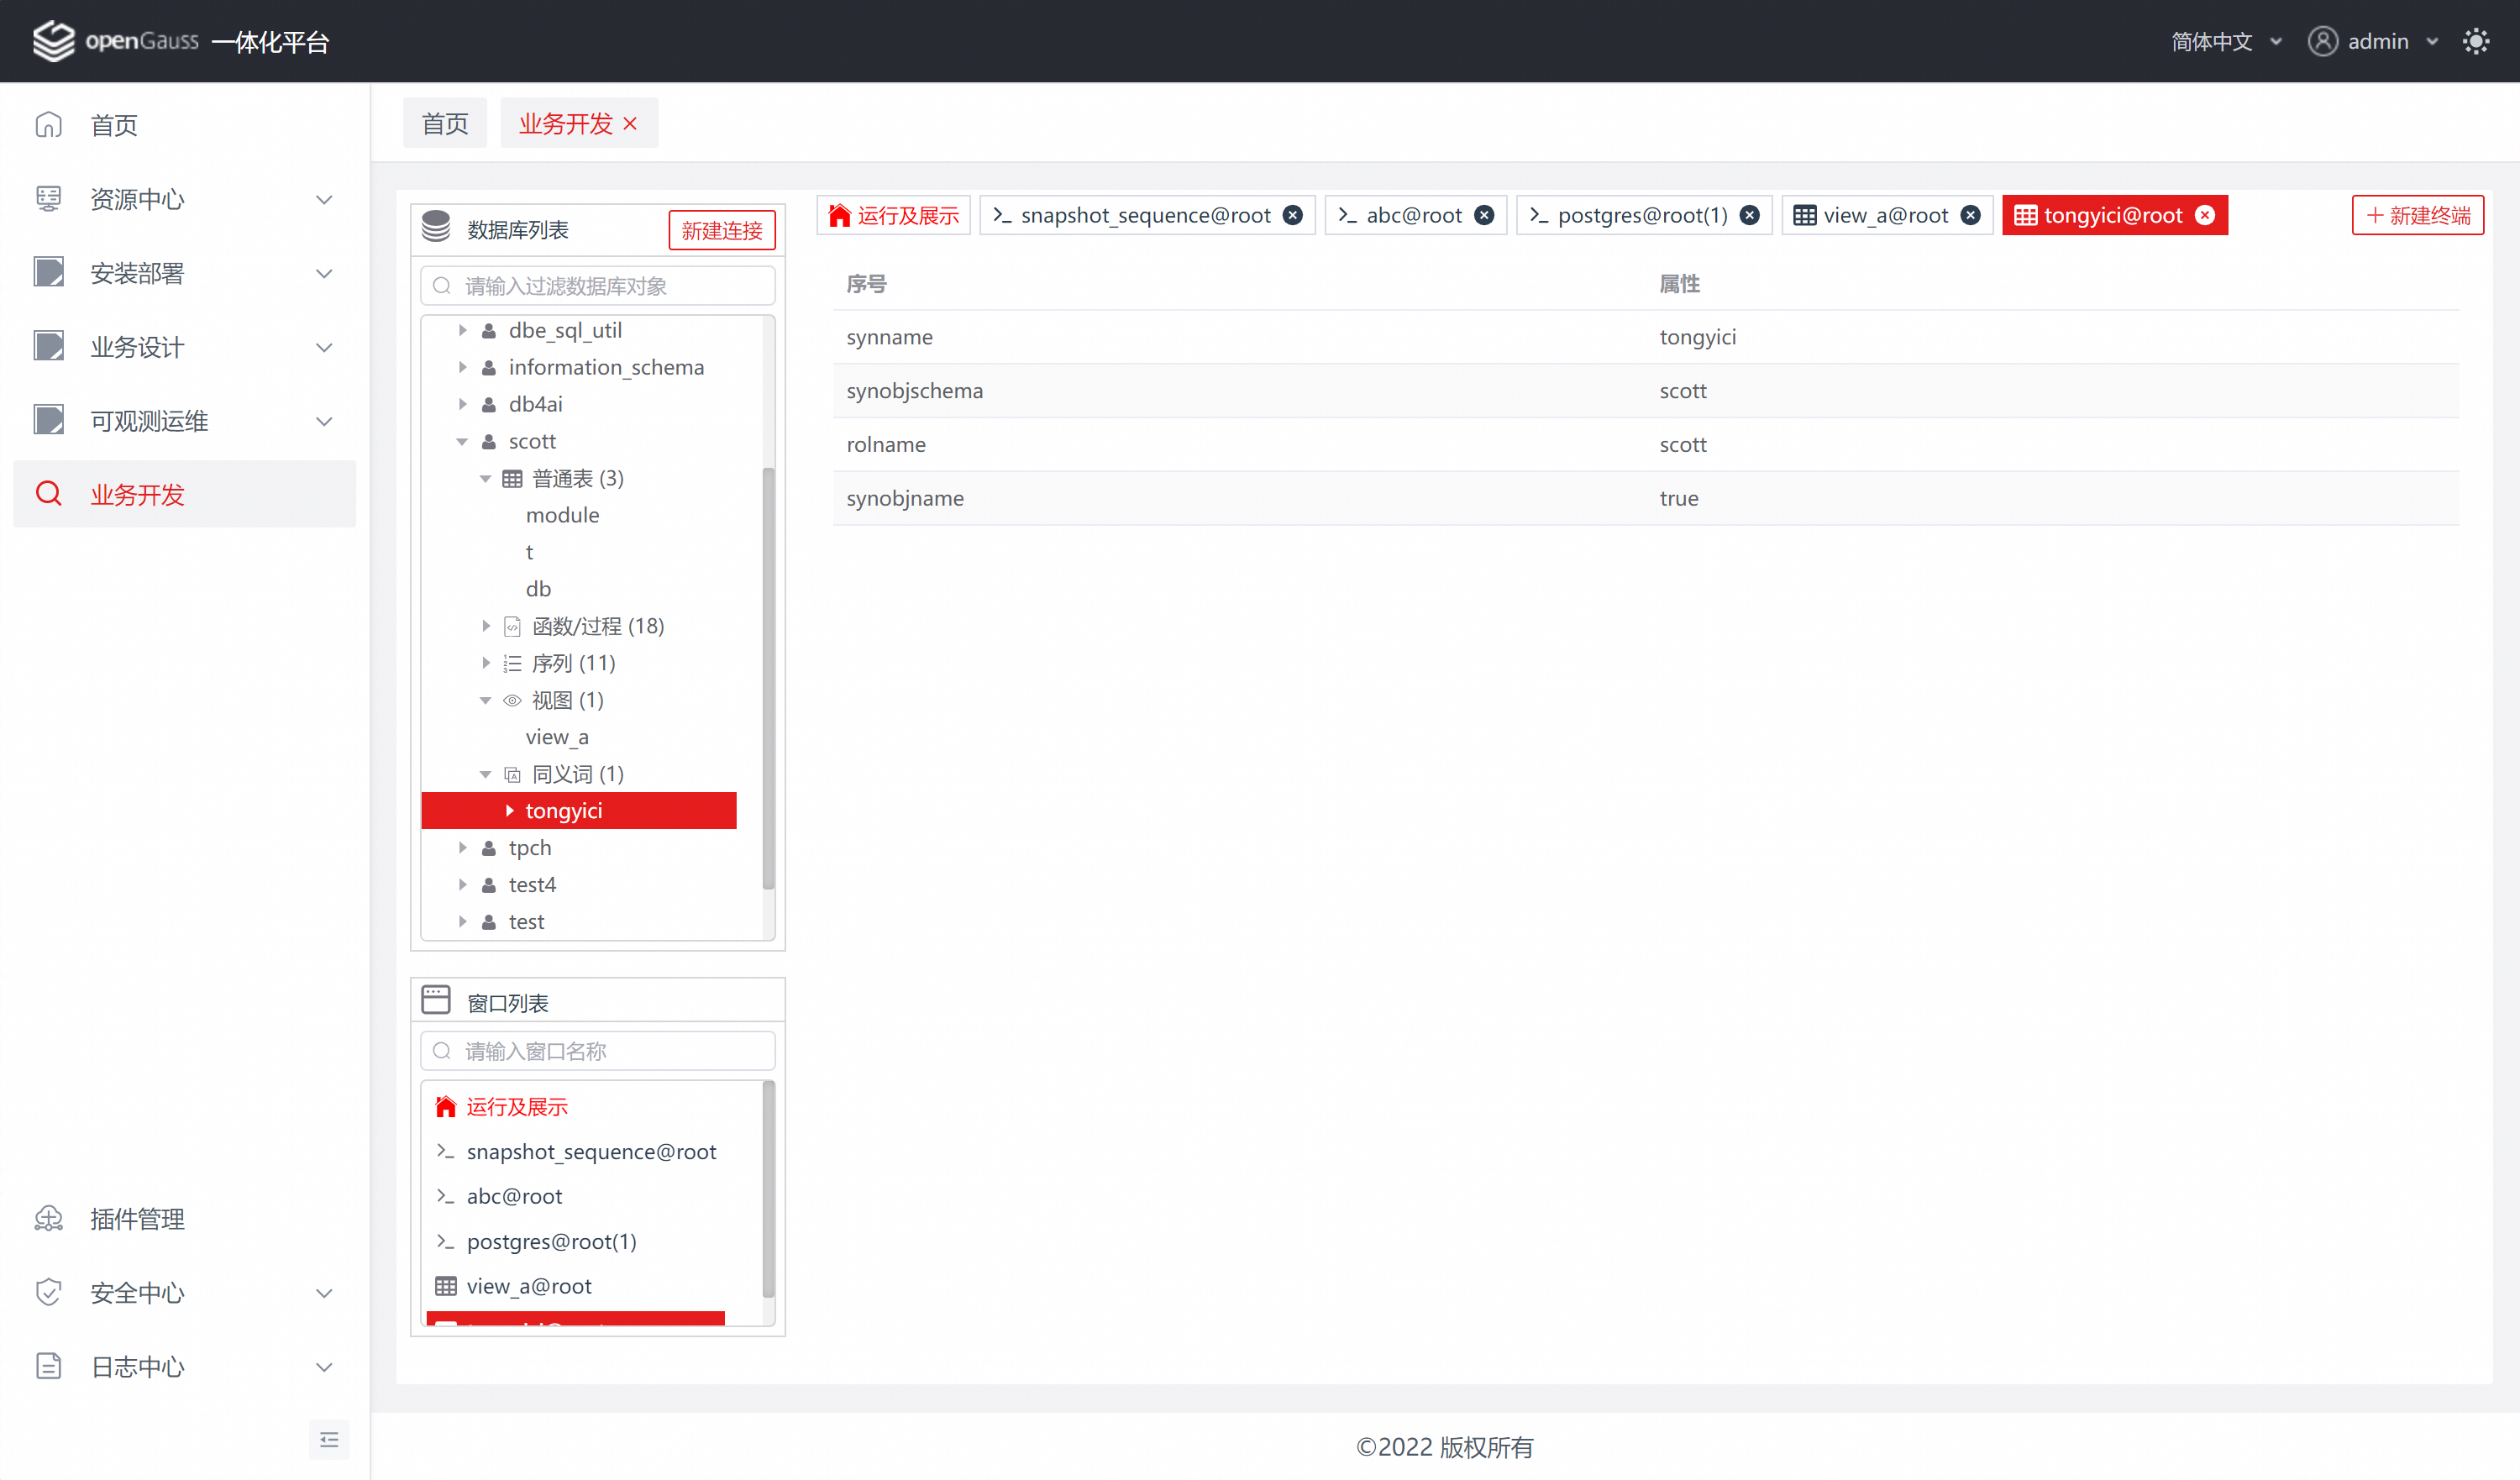 openGauss 一体化平台
简体中文
admin
首页
资源中心
安装部署
业务设计
可观测运维
业务开发
插件管理
安全中心
日志中心
首页
业务开发
数据库列表
新建连接
请输入过滤数据库对象
dbe_sql_util
information_schema
db4ai
scott
普通表 (3)
module
t
db
函数/过程 (18)
序列 (11)
视图 (1)
view_a
同义词 (1)
tongyici
tpch
test4
test
窗口列表
请输入窗口名称
运行及展示
snapshot_sequence@root
abc@root
postgres@root(1)
view_a@root
运行及展示
snapshot_sequence@root
abc@root
postgres@root(1)
view_a@root
tongyici@root
新建终端
序号 属性
synname tongyici
synobjschema scott
rolname scott
synobjname true
©2022 版权所有